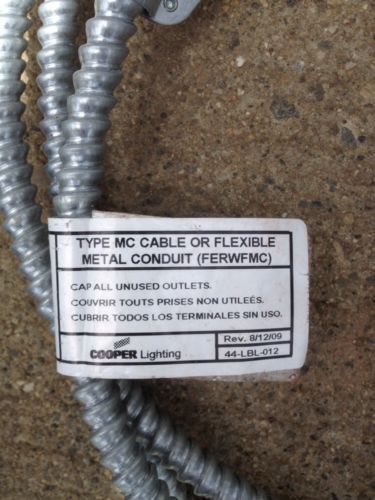 TYPE MC CABLE OR FLEXIBLE
METAL CONDUIT (FERWFMC)
CAP ALL UNUSED OUTLETS.
COUVRIR TOUTS PRISES NON UTILEÉS.
CUBRIR TODOS LOS TERMINALES SIN USO.
COOPER Lighting
Rev. 8/12/09
44-LBL-012